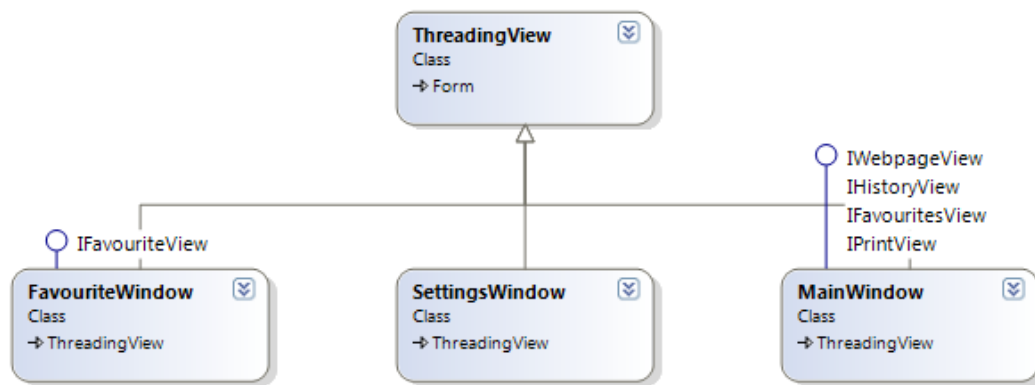 ThreadingView
Class
Form
IWebpageView
IHistoryView
IFavouritesView
IPrintView
IFavouriteView
FavouriteWindow
Class
ThreadingView
SettingsWindow
Class
ThreadingView
MainWindow
Class
ThreadingView